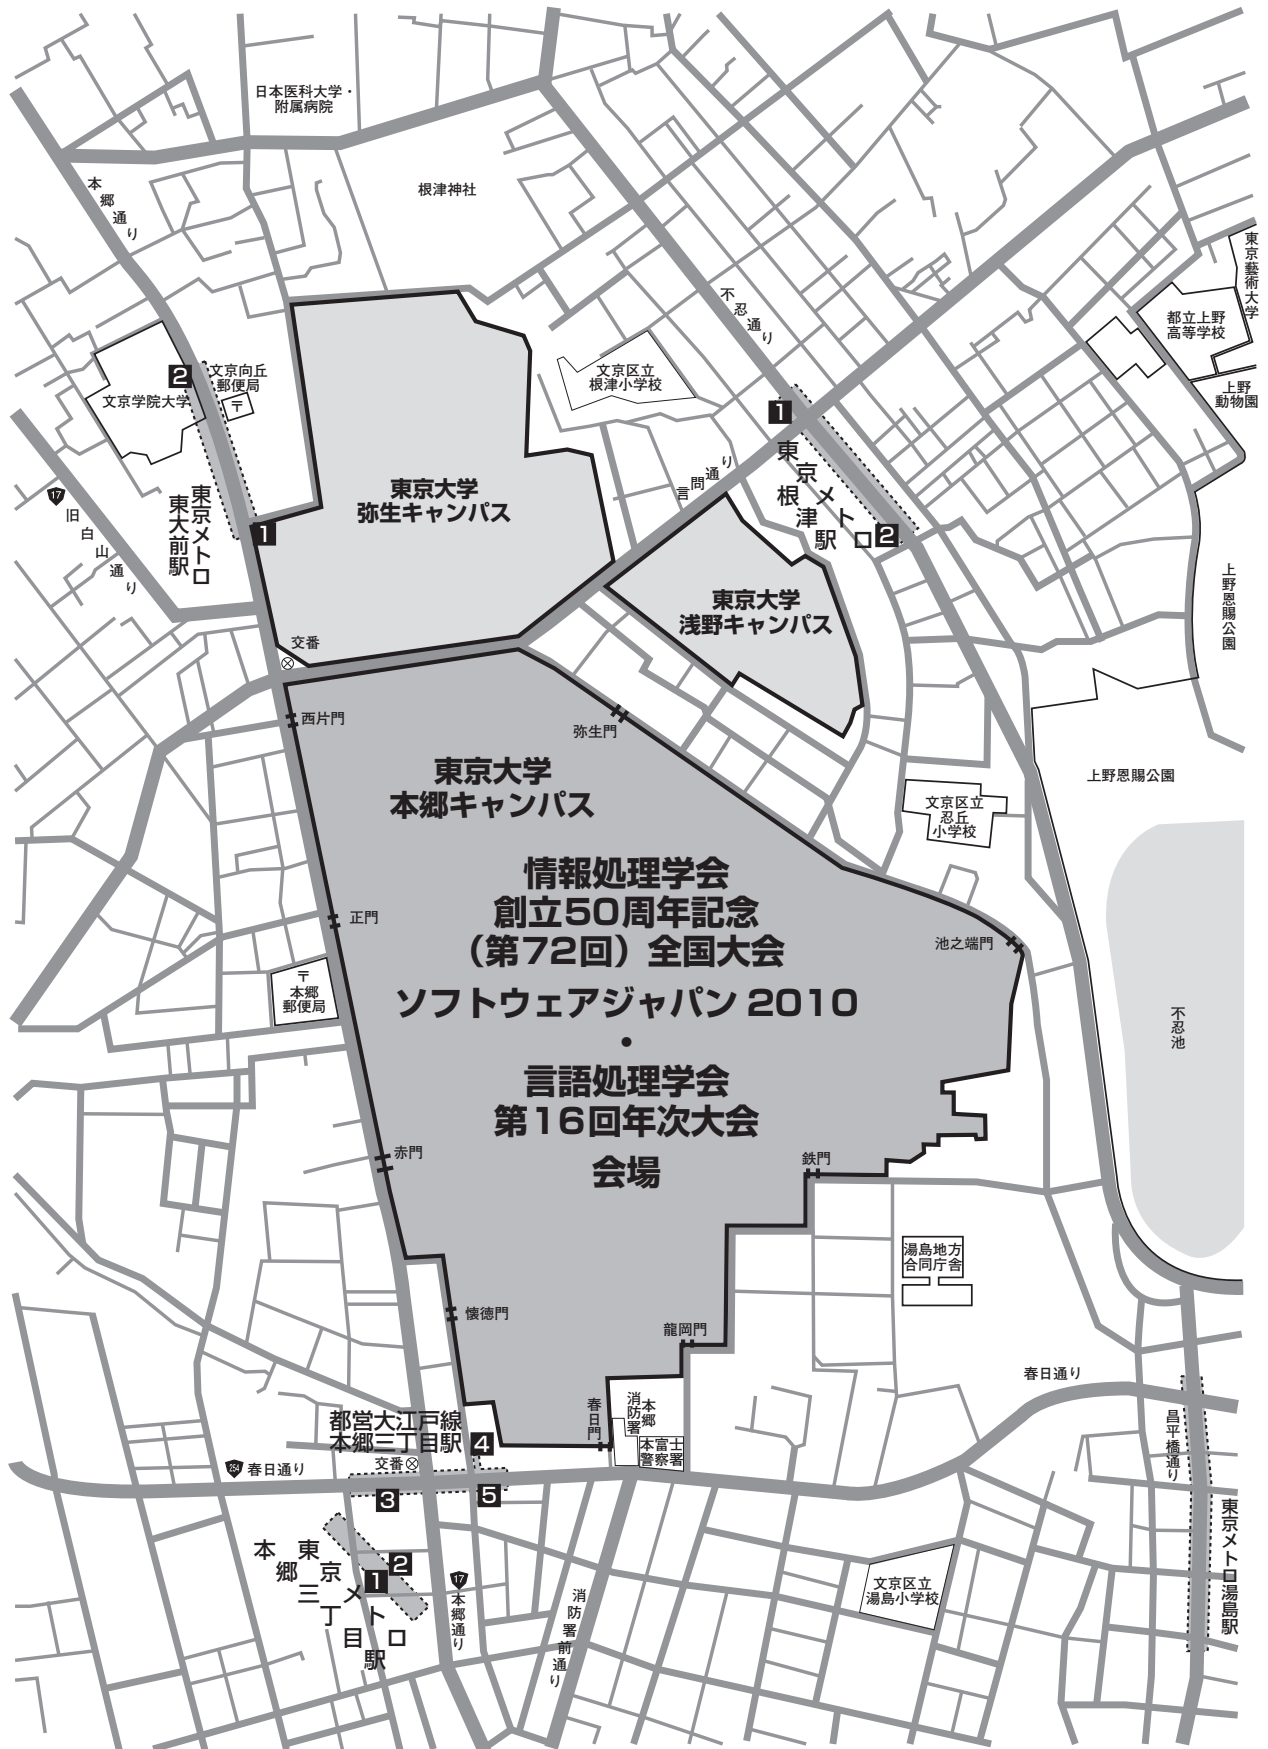 日本医科大学・
附属病院
本郷通り
根津神社
不忍通り
東京藝術大学
都立上野
高等学校
上野
動物園
文京区立
根津小学校
2
文京向丘
郵便局
〒
文京学院大学
1
東京メトロ
根津駅
2
言問通り
17
旧白山通り
東京メトロ
東大前駅
1
東京大学
弥生キャンパス
東京大学
浅野キャンパス
上野恩賜公園
交番
西片門
弥生門
東京大学
本郷キャンパス
上野恩賜公園
文京区立
忍丘
小学校
情報処理学会
創立50周年記念
（第72回）全国大会
ソフトウェアジャパン 2010
・
言語処理学会
第16回年次大会
会場
正門
池之端門
〒
本郷
郵便局
不忍池
赤門
鉄門
湯島地方
合同庁舎
懐徳門
龍岡門
春日通り
春日門
本郷
消防署
本富士
警察署
都営大江戸線
本郷三丁目駅
4
交番
254
春日通り
3
5
昌平橋通り
東京メトロ湯島駅
東京メトロ
本郷三丁目駅
2
1
17
本郷通り
消防署前通り
文京区立
湯島小学校